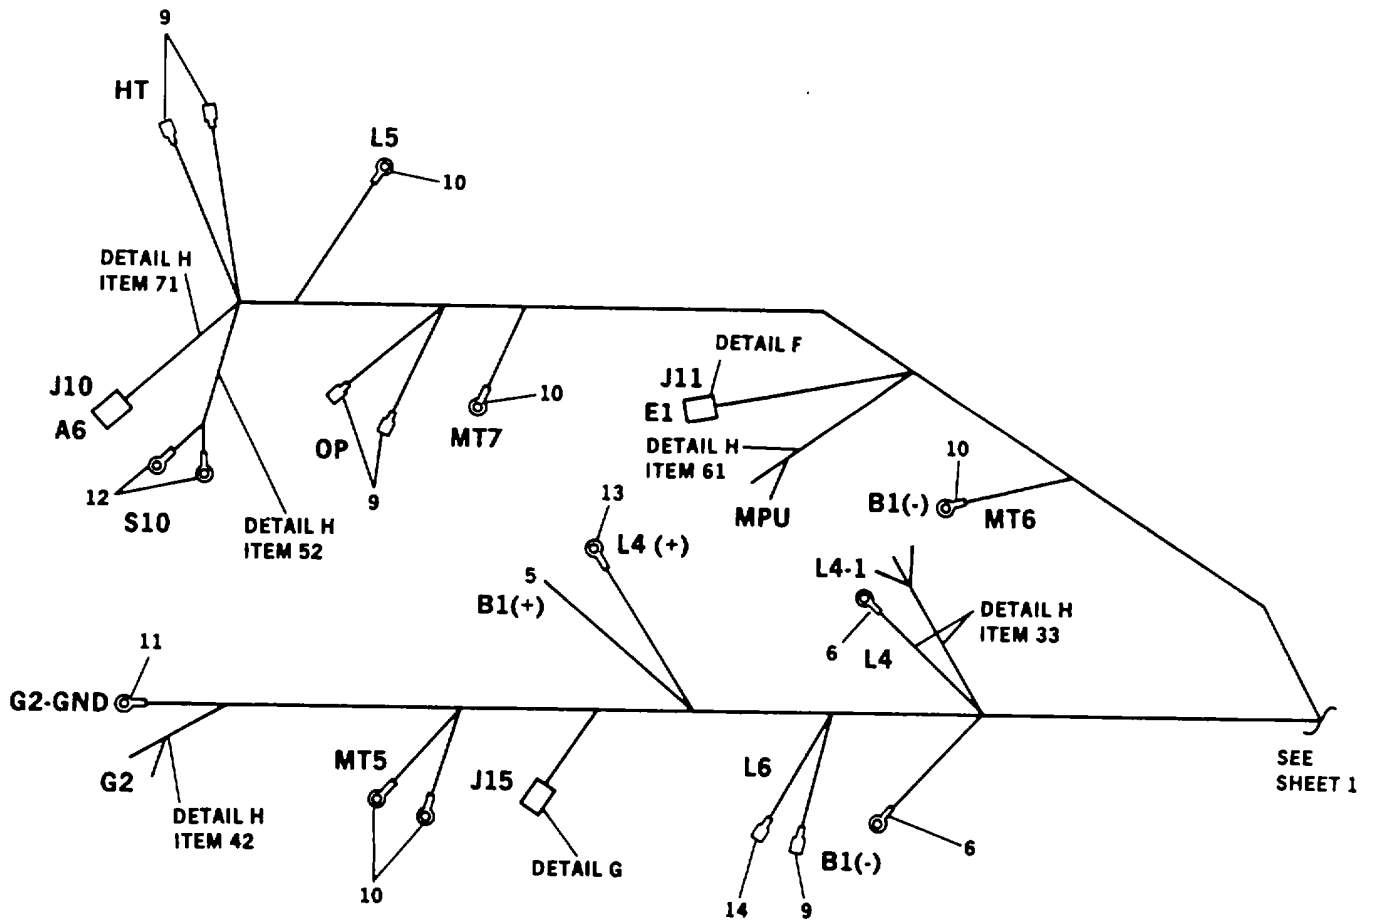 9
HT
L5
10
DETAIL H
ITEM 71
DETAIL F
J11
E1
J10
A6
10
OP
MT7
DETAIL H
ITEM 61
10
12
S10
9
13
MPU
B1(-)
MT6
DETAIL H
ITEM 52
L4 (+)
5
B1(+)
L4-1
DETAIL H
ITEM 33
6
L4
11
G2-GND
MT5
J15
L6
SEE
SHEET 1
G2
DETAIL H
ITEM 42
DETAIL G
B1(-)
6
10
14
9